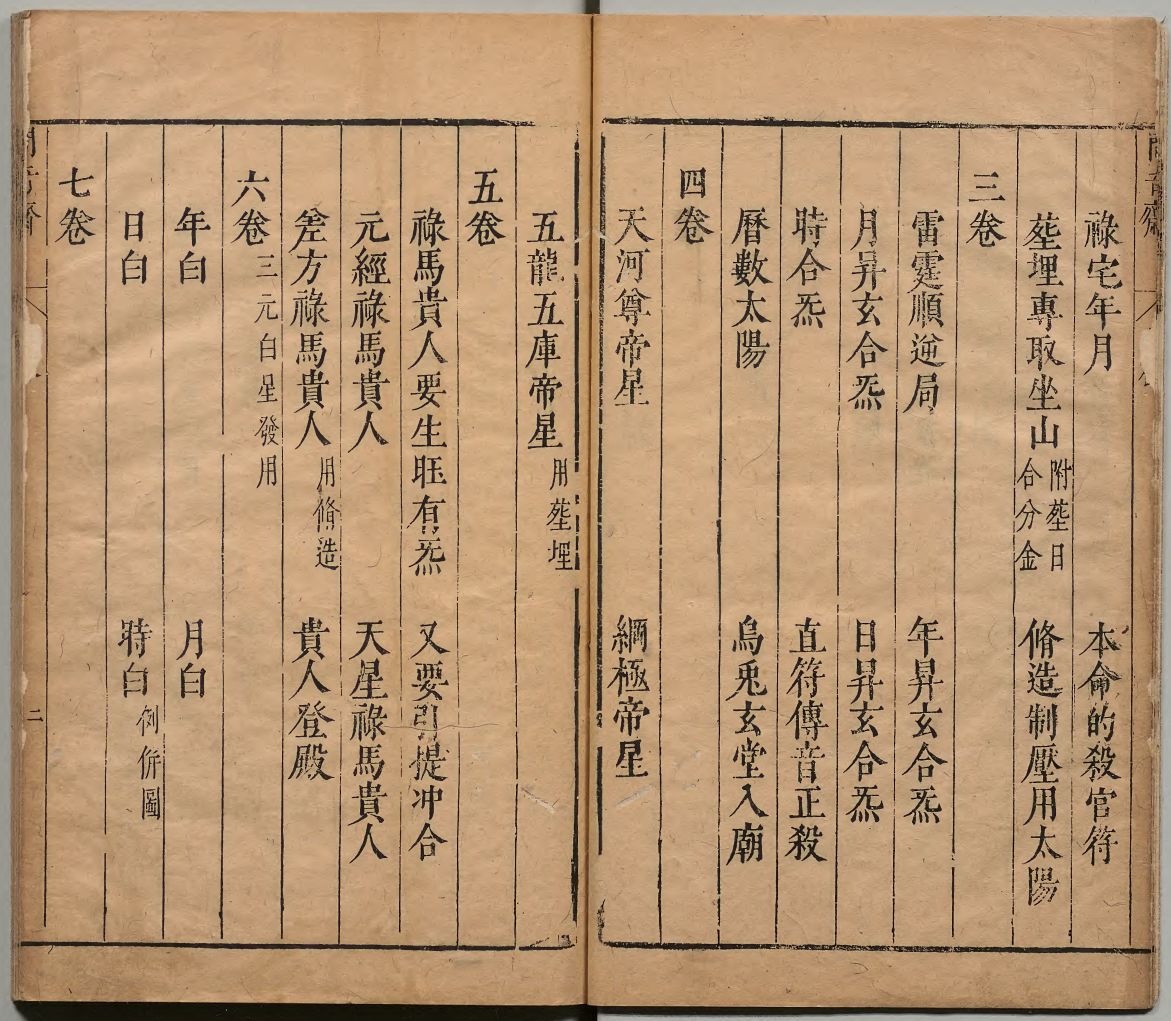 祿宅年月　本命的殺官符
葬埋專取坐山 附葬日合分金　脩造制壓用太陽
三卷
雷霆順逆局　年昇玄合炁
月昇玄合炁　日昇玄合炁
時合炁　直符傳音正殺
曆數太陽　烏兎玄堂入廟
四卷
天河尊帝星　綱極帝星
五龍五庫帝星 用葬埋
五卷
祿馬貴人要生旺有炁　又要引提冲合
元經祿馬貴人　天星祿馬貴人
差方祿馬貴人 用脩造　貴人登殿
六卷 三元白星發用
年白　月白
日白　時白 例併圖
七卷
二